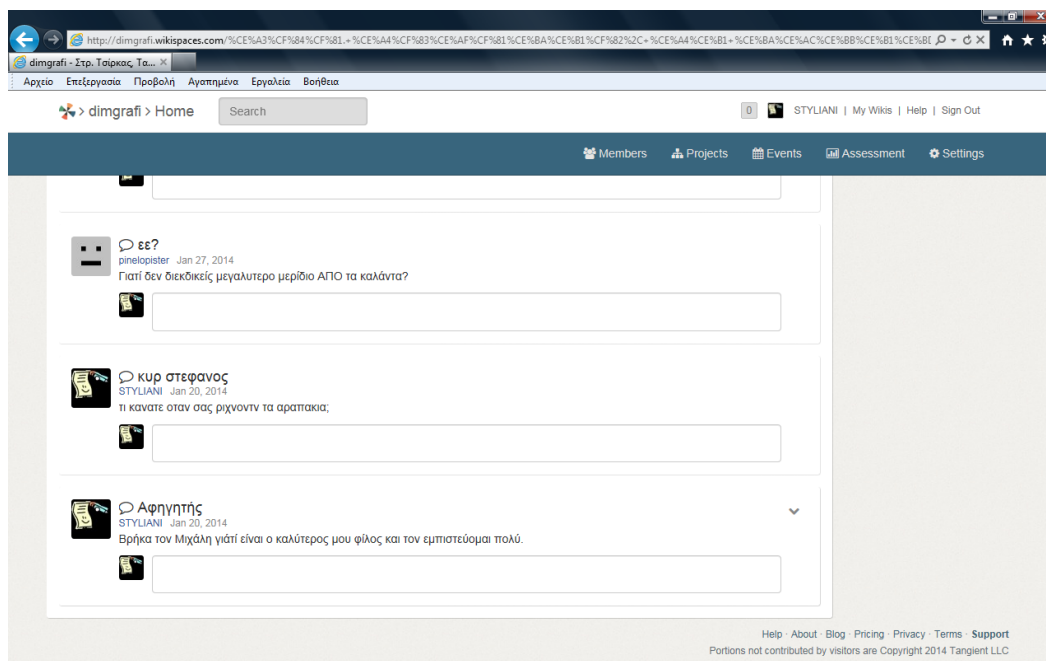 http://dimgrafi.wikispaces.com/%CE%A3%CF%84%CF%81.+%CE%A4%CF%83%CE%AF%CF%81%CE%BA%CE%B1%CF%82%2C+%CE%A4%CE%B1+%CE%BA%CE%AC%CE%BB%CE%B1%CE%BD
dimgrafi - Στρ. Τσίρκας, Τα...
Αρχείο Επεξεργασία Προβολή Αγαπημένα Εργαλεία Βοήθεια
> dimgrafi > Home Search 0 STYLIANI | My Wikis | Help | Sign Out
Members Projects Events Assessment Settings
εε?
pinelopister Jan 27, 2014
Γιατί δεν διεκδικείς μεγαλυτερο μερίδιο ΑΠΟ τα καλάντα?
κυρ στεφανος
STYLIANI Jan 20, 2014
τι κανατε οταν σας ριχνοντν τα αραπακια;
Αφηγητής
STYLIANI Jan 20, 2014
Βρήκα τον Μιχάλη γιάτί είναι ο καλύτερος μου φίλος και τον εμπιστεύομαι πολύ.
Help · About · Blog · Pricing · Privacy · Terms · Support
Portions not contributed by visitors are Copyright 2014 Tangient LLC